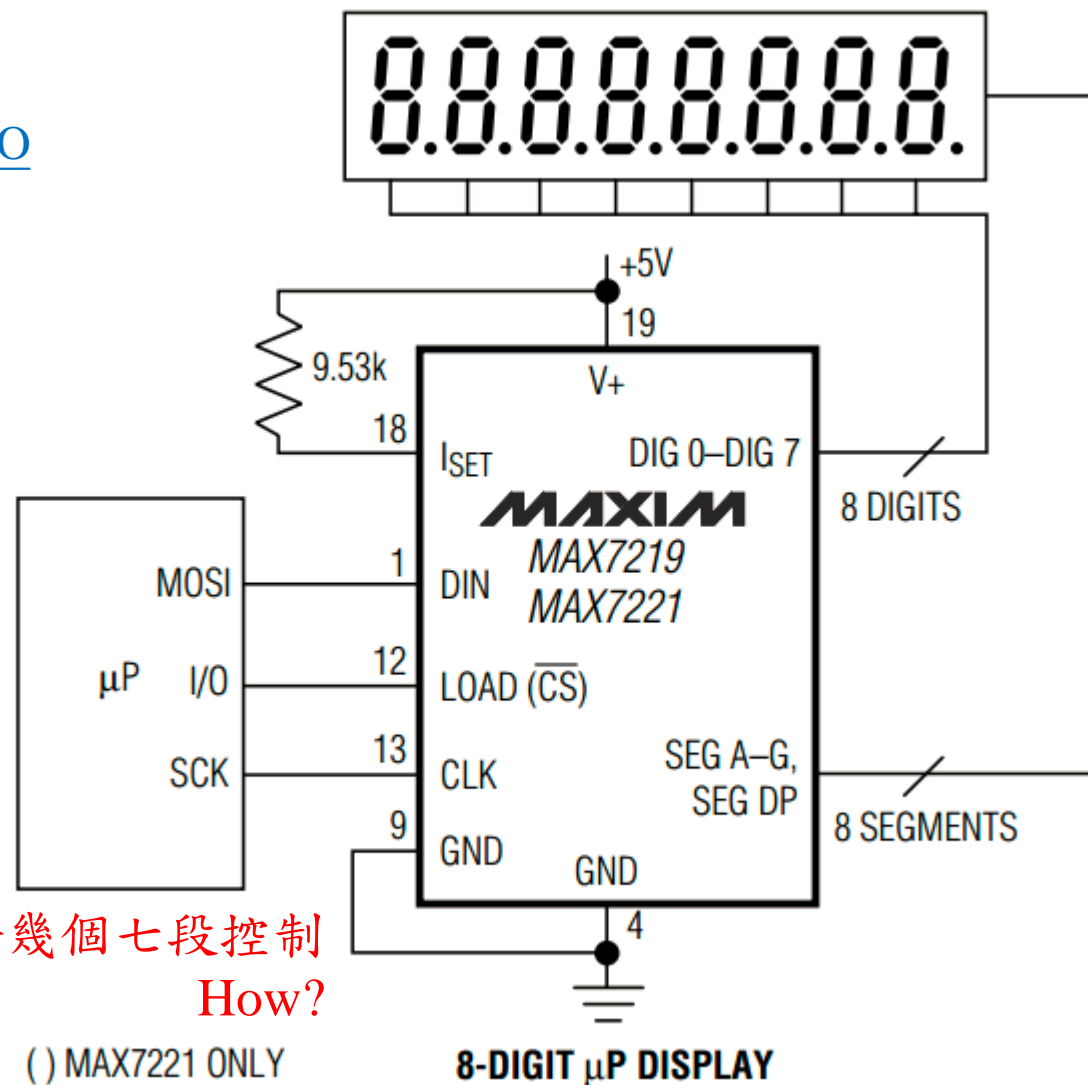 O
+5V
19
9.53k
V+
18
ISET
DIG 0–DIG 7
8 DIGITS
MAXIM
MAX7219
MAX7221
MOSI
1
DIN
μP
I/O
12
LOAD (C̅S̅)
SCK
13
CLK
SEG A–G,
SEG DP
8 SEGMENTS
9
GND
GND
4
幾個七段控制
How?
( ) MAX7221 ONLY
8-DIGIT μP DISPLAY